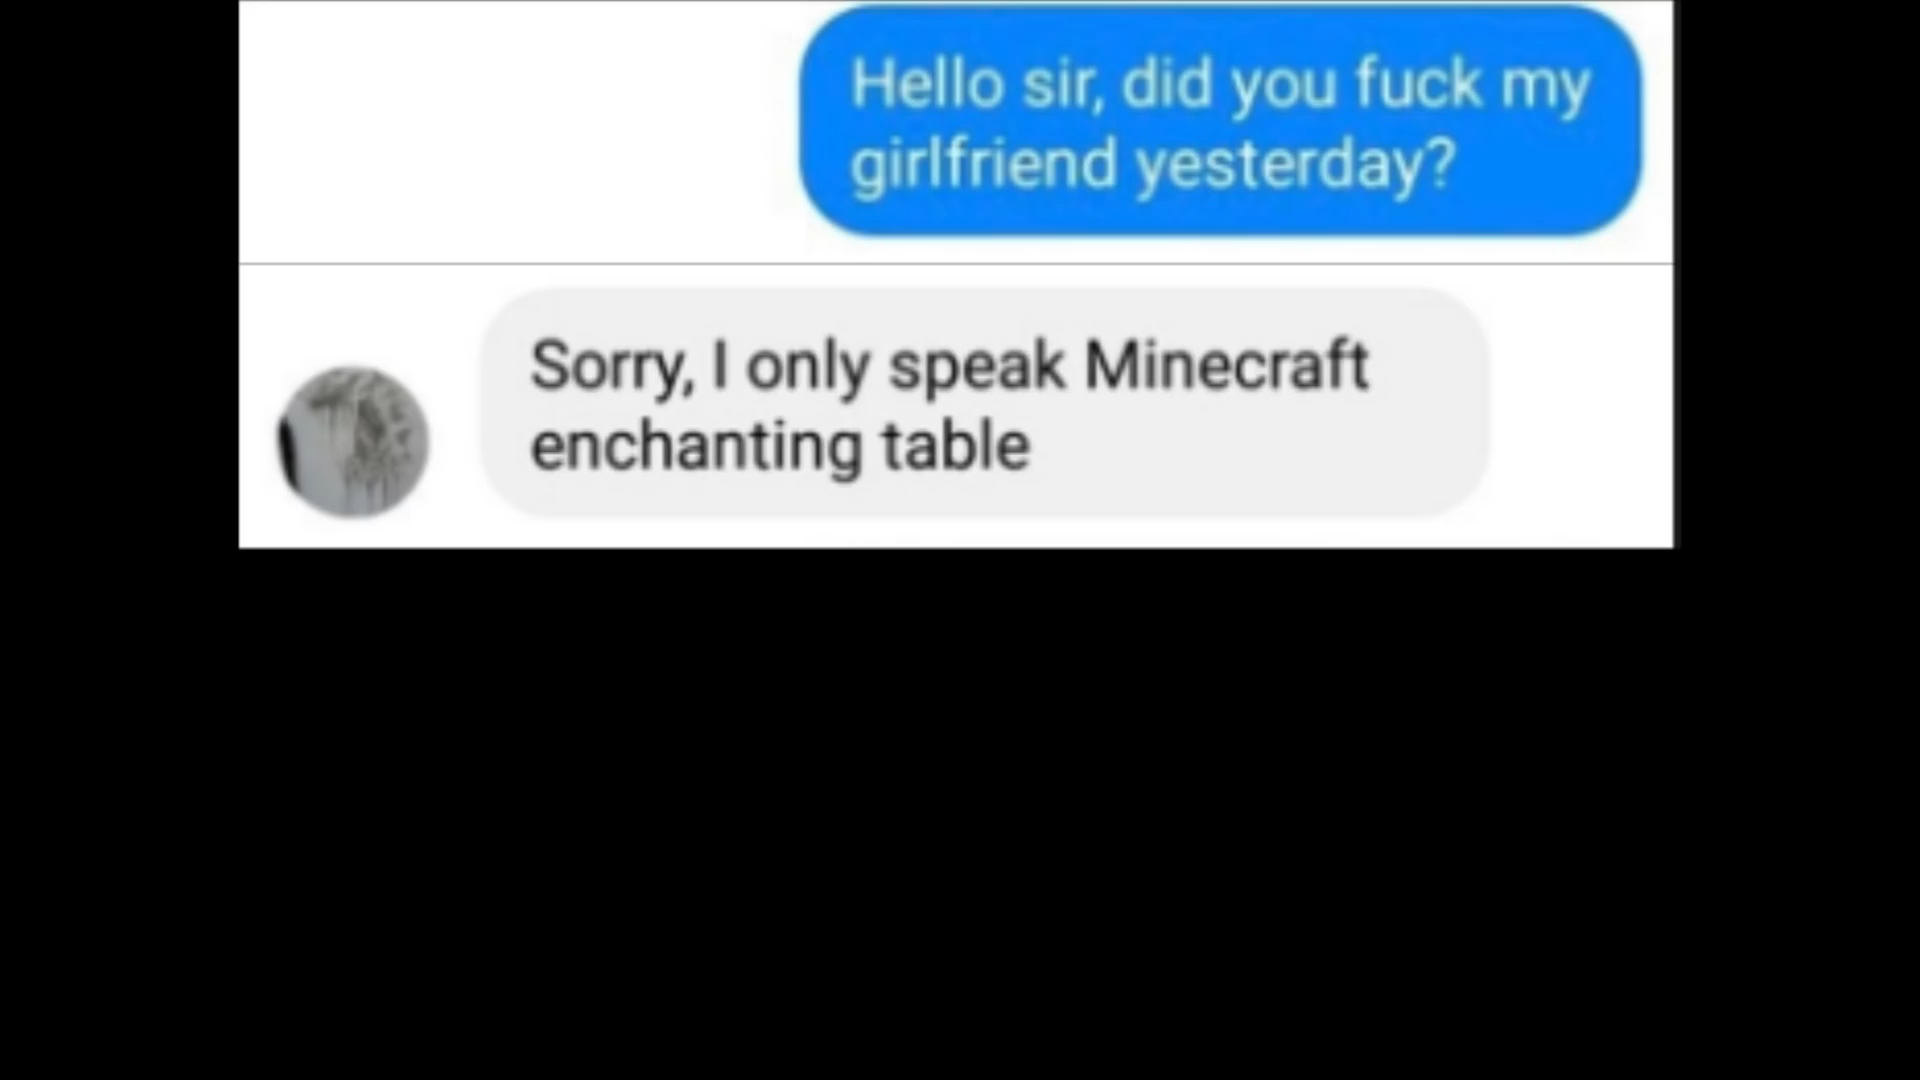 Hello sir, did you fuck my
girlfriend yesterday?
Sorry, I only speak Minecraft
enchanting table